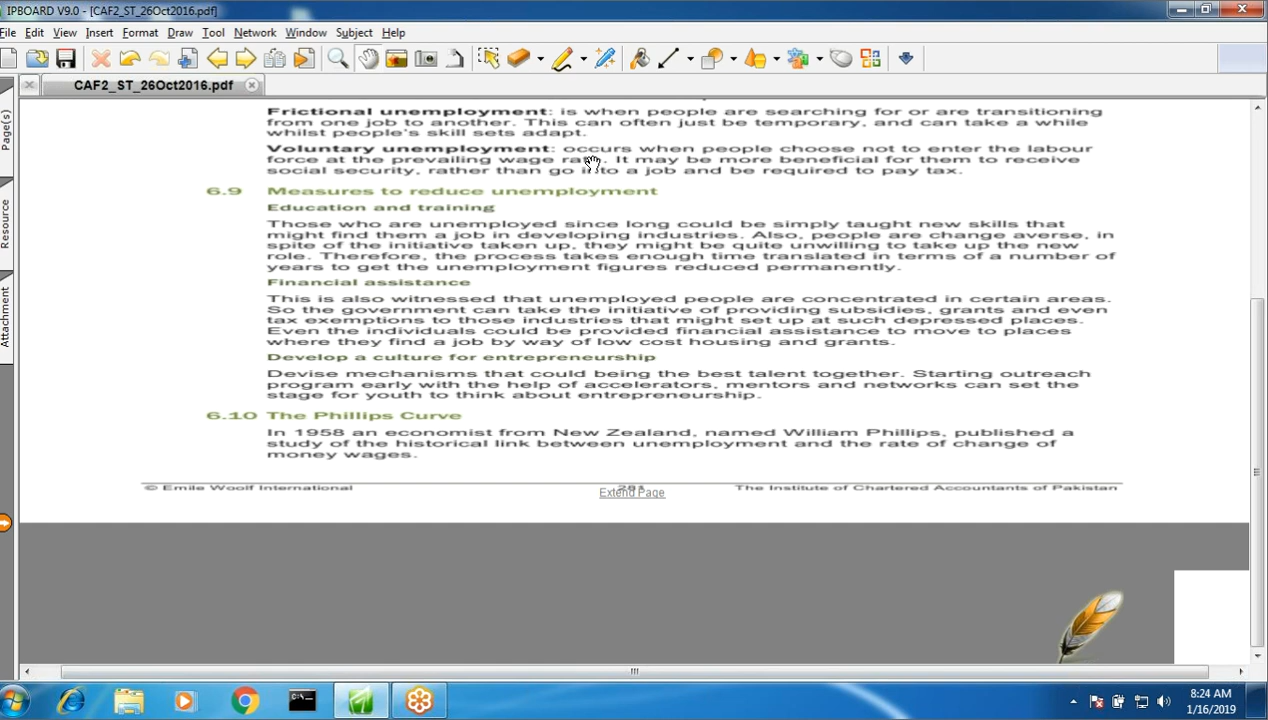 IPBOARD V9.0 - [CAF2_ST_26Oct2016.pdf]
File Edit View Insert Format Draw Tool Network Window Subject Help
CAF2_ST_26Oct2016.pdf
Page(s)
Resource
Attachment
Frictional unemployment: is when people are searching for or are transitioning
from one job to another. This can often just be temporary, and can take a while
whilst people's skill sets adapt.
Voluntary unemployment: occurs when people choose not to enter the labour
force at the prevailing wage rate. It may be more beneficial for them to receive
social security, rather than go into a job and be required to pay tax.
6.9 Measures to reduce unemployment
Education and training
Those who are unemployed since long could be simply taught new skills that
might find them a job in developing industries. Also, people are change averse, in
spite of the initiative taken up, they might be quite unwilling to take up the new
role. Therefore, the process takes enough time translated in terms of a number of
years to get the unemployment figures reduced permanently.
Financial assistance
This is also witnessed that unemployed people are concentrated in certain areas.
So the government can take the initiative of providing subsidies, grants and even
tax exemptions to those industries that might set up at such depressed places.
Even the individuals could be provided financial assistance to move to places
where they find a job by way of low cost housing and grants.
Develop a culture for entrepreneurship
Devise mechanisms that could being the best talent together. Starting outreach
program early with the help of accelerators, mentors and networks can set the
stage for youth to think about entrepreneurship.
6.10 The Phillips Curve
In 1958 an economist from New Zealand, named William Phillips, published a
study of the historical link between unemployment and the rate of change of
money wages.
© Emile Woolf International The Institute of Chartered Accountants of Pakistan
Extend Page
8:24 AM
1/16/2019